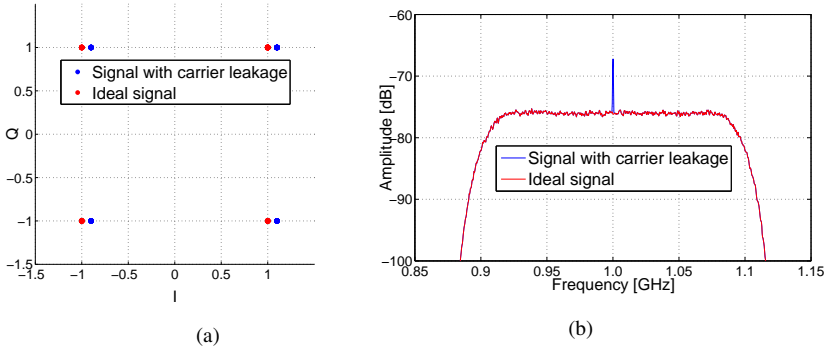 1
0.5
0
−0.5
−1
−1.5
Q
−1.5
−1
−0.5
0
0.5
1
I
Signal with carrier leakage
Ideal signal
(a)
−60
−70
−80
−90
−100
Amplitude [dB]
0.85
0.9
0.95
1.0
1.05
1.1
1.15
Frequency [GHz]
Signal with carrier leakage
Ideal signal
(b)